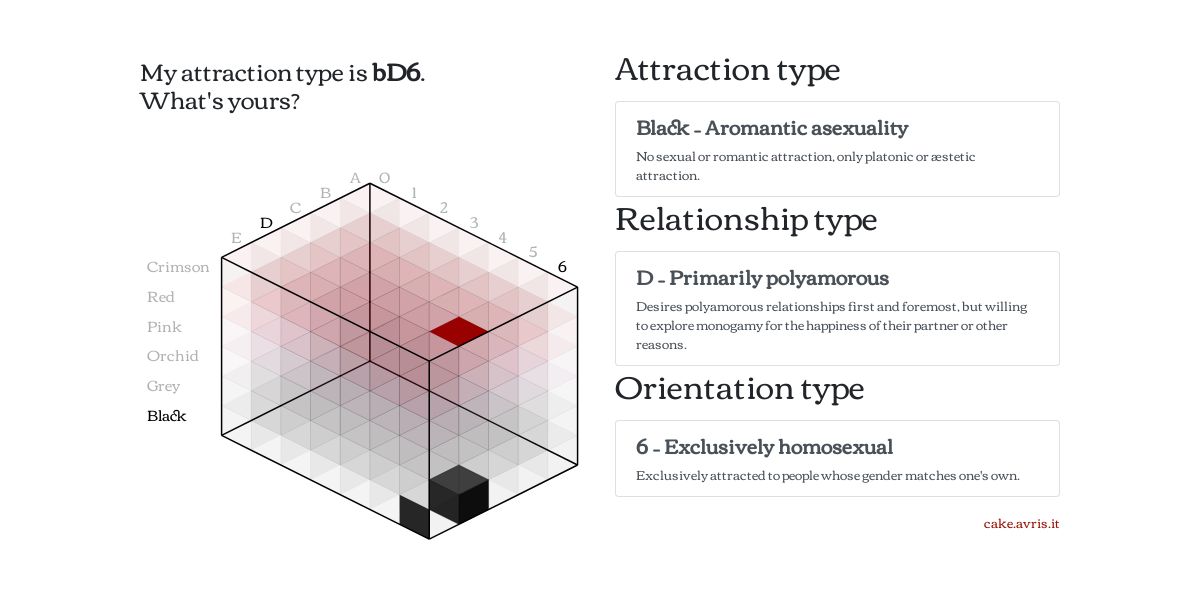 My attraction type is bD6.
What's yours?
A
B
C
D
E
0
1
2
3
4
5
6
Crimson
Red
Pink
Orchid
Grey
Black
Attraction type
Black – Aromantic asexuality
No sexual or romantic attraction, only platonic or æstetic
attraction.
Relationship type
D – Primarily polyamorous
Desires polyamorous relationships first and foremost, but willing
to explore monogamy for the happiness of their partner or other
reasons.
Orientation type
6 – Exclusively homosexual
Exclusively attracted to people whose gender matches one's own.
cake.avris.it